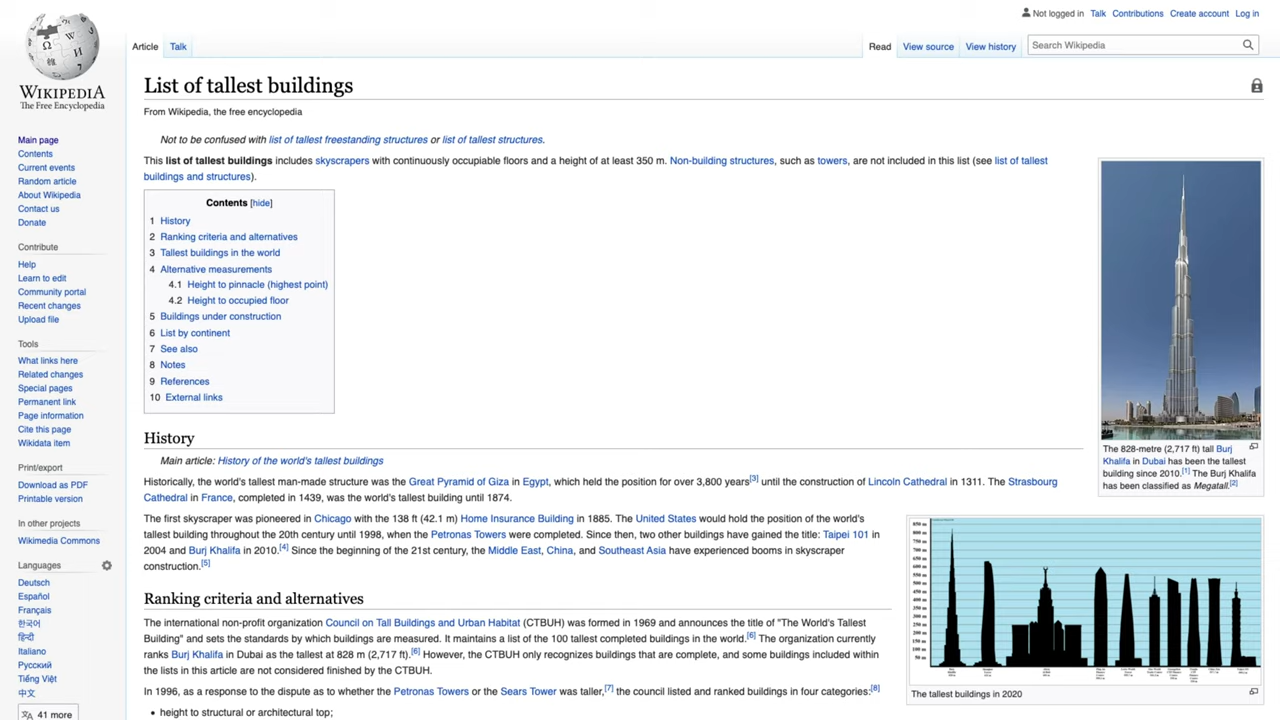 Not logged in Talk Contributions Create account Log in
Article Talk Read View source View history Search Wikipedia
WIKIPEDIA
The Free Encyclopedia
Main page
Contents
Current events
Random article
About Wikipedia
Contact us
Donate
Contribute
Help
Learn to edit
Community portal
Recent changes
Upload file
Tools
What links here
Related changes
Special pages
Permanent link
Page information
Cite this page
Wikidata item
Print/export
Download as PDF
Printable version
In other projects
Wikimedia Commons
Languages
Deutsch
Español
Français
한국어
हिन्दी
Italiano
Русский
Tiếng Việt
中文
41 more
List of tallest buildings
From Wikipedia, the free encyclopedia
Not to be confused with list of tallest freestanding structures or list of tallest structures.
This list of tallest buildings includes skyscrapers with continuously occupiable floors and a height of at least 350 m. Non-building structures, such as towers, are not included in this list (see list of tallest
buildings and structures).
Contents [hide]
1 History
2 Ranking criteria and alternatives
3 Tallest buildings in the world
4 Alternative measurements
4.1 Height to pinnacle (highest point)
4.2 Height to occupied floor
5 Buildings under construction
6 List by continent
7 See also
8 Notes
9 References
10 External links
The 828-metre (2,717 ft) tall Burj
Khalifa in Dubai has been the tallest
building since 2010.[1] The Burj Khalifa
has been classified as Megatall.[2]
History
Main article: History of the world's tallest buildings
Historically, the world's tallest man-made structure was the Great Pyramid of Giza in Egypt, which held the position for over 3,800 years[3] until the construction of Lincoln Cathedral in 1311. The Strasbourg
Cathedral in France, completed in 1439, was the world's tallest building until 1874.
The first skyscraper was pioneered in Chicago with the 138 ft (42.1 m) Home Insurance Building in 1885. The United States would hold the position of the world's
tallest building throughout the 20th century until 1998, when the Petronas Towers were completed. Since then, two other buildings have gained the title: Taipei 101 in
2004 and Burj Khalifa in 2010.[4] Since the beginning of the 21st century, the Middle East, China, and Southeast Asia have experienced booms in skyscraper
construction.[5]
Ranking criteria and alternatives
The international non-profit organization Council on Tall Buildings and Urban Habitat (CTBUH) was formed in 1969 and announces the title of "The World's Tallest
Building" and sets the standards by which buildings are measured. It maintains a list of the 100 tallest completed buildings in the world.[6] The organization currently
ranks Burj Khalifa in Dubai as the tallest at 828 m (2,717 ft).[6] However, the CTBUH only recognizes buildings that are complete, and some buildings included within
the lists in this article are not considered finished by the CTBUH.
In 1996, as a response to the dispute as to whether the Petronas Towers or the Sears Tower was taller,[7] the council listed and ranked buildings in four categories:[8]
• height to structural or architectural top;
850 m
800 m
750 m
700 m
650 m
600 m
550 m
500 m
450 m
400 m
350 m
300 m
250 m
200 m
150 m
100 m
50 m
The tallest buildings in 2020